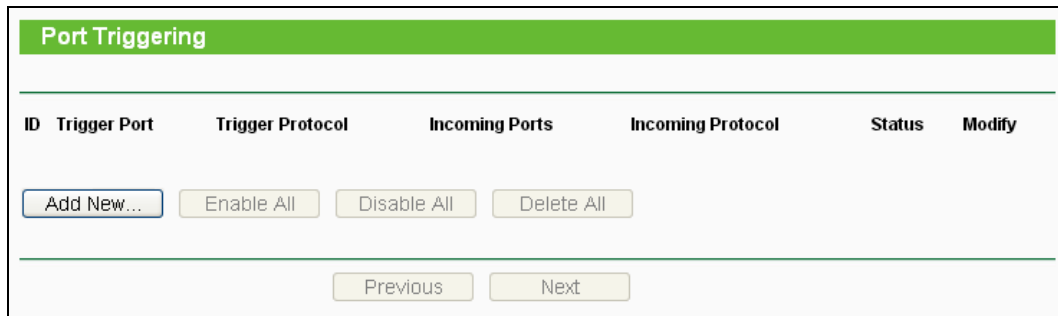 Port Triggering
ID Trigger Port Trigger Protocol Incoming Ports Incoming Protocol Status Modify
Add New... Enable All Disable All Delete All
Previous Next